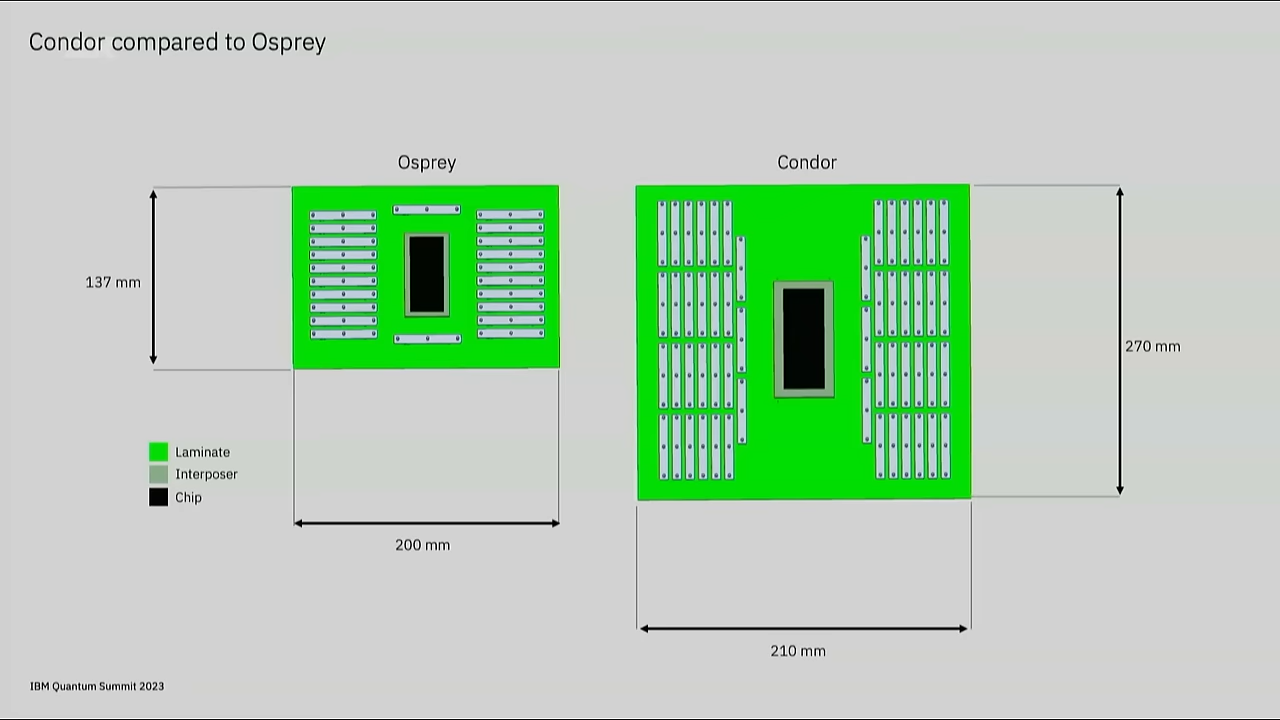 Condor compared to Osprey
Osprey
Condor
137 mm
270 mm
Laminate
Interposer
Chip
200 mm
210 mm
IBM Quantum Summit 2023